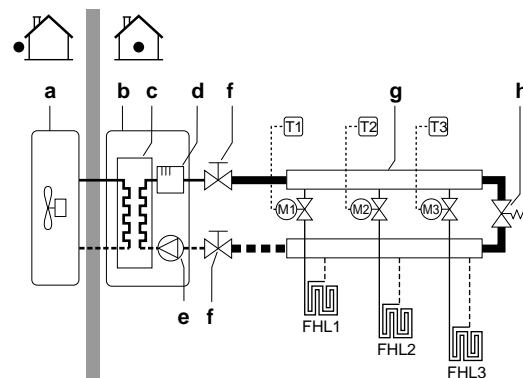 a b c d f g h
T1 T2 T3
M1 M2 M3
e f
FHL1
FHL2
FHL3